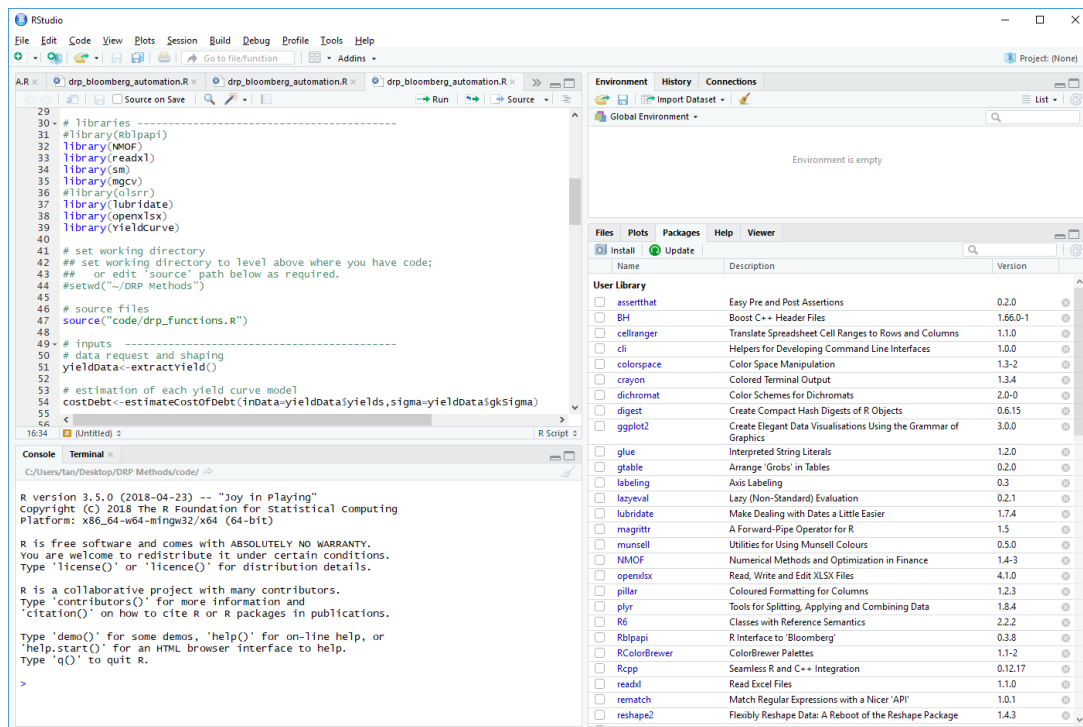 RStudio
File Edit Code View Plots Session Build Debug Profile Tools Help
Go to file/function Addins Project: (None)
A.R drp_bloomberg_automation.R drp_bloomberg_automation.R drp_bloomberg_automation.R
Source on Save Run Source
29
30 # libraries ----------------------------------------
31 #library(Rblpapi)
32 library(NMOF)
33 library(readxl)
34 library(sm)
35 library(mgcv)
36 #library(olsrr)
37 library(lubridate)
38 library(openxlsx)
39 library(YieldCurve)
40
41 # set working directory
42 ## set working directory to level above where you have code;
43 ##   or edit 'source' path below as required.
44 #setwd("~/DRP Methods")
45
46 # source files
47 source("code/drp_functions.R")
48
49 # inputs  ----------------------------------------
50 # data request and shaping
51 yieldData<-extractYield()
52
53 # estimation of each yield curve model
54 costDebt<-estimateCostOfDebt(inData=yieldData$yields,sigma=yieldData$gkSigma)
55
56
16:34 (Untitled) R Script
Console Terminal
C:/Users/tan/Desktop/DRP Methods/code/
R version 3.5.0 (2018-04-23) -- "Joy in Playing"
Copyright (C) 2018 The R Foundation for Statistical Computing
Platform: x86_64-w64-mingw32/x64 (64-bit)
R is free software and comes with ABSOLUTELY NO WARRANTY.
You are welcome to redistribute it under certain conditions.
Type 'license()' or 'licence()' for distribution details.
R is a collaborative project with many contributors.
Type 'contributors()' for more information and
'citation()' on how to cite R or R packages in publications.
Type 'demo()' for some demos, 'help()' for on-line help, or
'help.start()' for an HTML browser interface to help.
Type 'q()' to quit R.
>
Environment History Connections
Import Dataset List
Global Environment
Environment is empty
Files Plots Packages Help Viewer
Install Update
Name Description Version
User Library
assertthat Easy Pre and Post Assertions 0.2.0
BH Boost C++ Header Files 1.66.0-1
cellranger Translate Spreadsheet Cell Ranges to Rows and Columns 1.1.0
cli Helpers for Developing Command Line Interfaces 1.0.0
colorspace Color Space Manipulation 1.3-2
crayon Colored Terminal Output 1.3.4
dichromat Color Schemes for Dichromats 2.0-0
digest Create Compact Hash Digests of R Objects 0.6.15
ggplot2 Create Elegant Data Visualisations Using the Grammar of 3.0.0
Graphics
glue Interpreted String Literals 1.2.0
gtable Arrange 'Grobs' in Tables 0.2.0
labeling Axis Labeling 0.3
lazyeval Lazy (Non-Standard) Evaluation 0.2.1
lubridate Make Dealing with Dates a Little Easier 1.7.4
magrittr A Forward-Pipe Operator for R 1.5
munsell Utilities for Using Munsell Colours 0.5.0
NMOF Numerical Methods and Optimization in Finance 1.4-3
openxlsx Read, Write and Edit XLSX Files 4.1.0
pillar Coloured Formatting for Columns 1.2.3
plyr Tools for Splitting, Applying and Combining Data 1.8.4
R6 Classes with Reference Semantics 2.2.2
Rblpapi R Interface to 'Bloomberg' 0.3.8
RColorBrewer ColorBrewer Palettes 1.1-2
Rcpp Seamless R and C++ Integration 0.12.17
readxl Read Excel Files 1.1.0
rematch Match Regular Expressions with a Nicer 'API' 1.0.1
reshape2 Flexibly Reshape Data: A Reboot of the Reshape Package 1.4.3